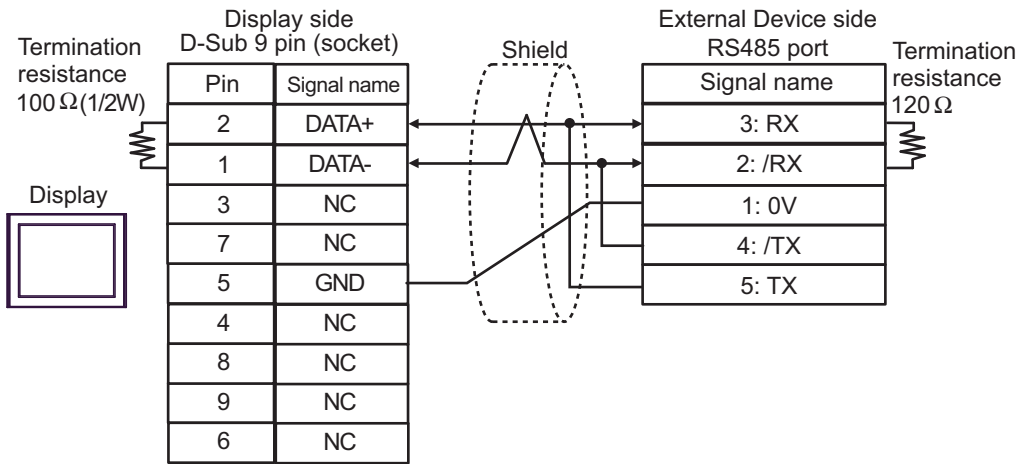 Display side
D-Sub 9 pin (socket)
Termination
resistance
100 Ω (1/2W)
Shield
External Device side
RS485 port
Termination
resistance
120 Ω
Display
Pin Signal name
2 DATA+
1 DATA-
3 NC
7 NC
5 GND
4 NC
8 NC
9 NC
6 NC
Signal name
3: RX
2: /RX
1: 0V
4: /TX
5: TX